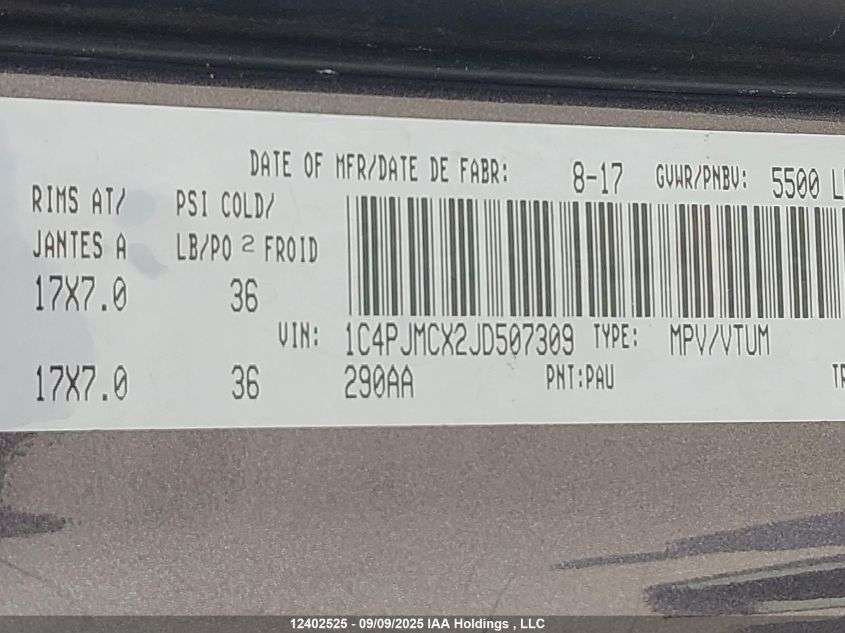 DATE OF MFR/DATE DE FABR: 8-17 GVWR/PNBV: 5500 L
RIMS AT/ PSI COLD/
JANTES A LB/PO 2 FROID
17X7.0 36
VIN: 1C4PJMCX2JD507309 TYPE: MPV/VTUM
17X7.0 36 290AA PNT:PAU TR
12402525 - 09/09/2025 IAA Holdings , LLC